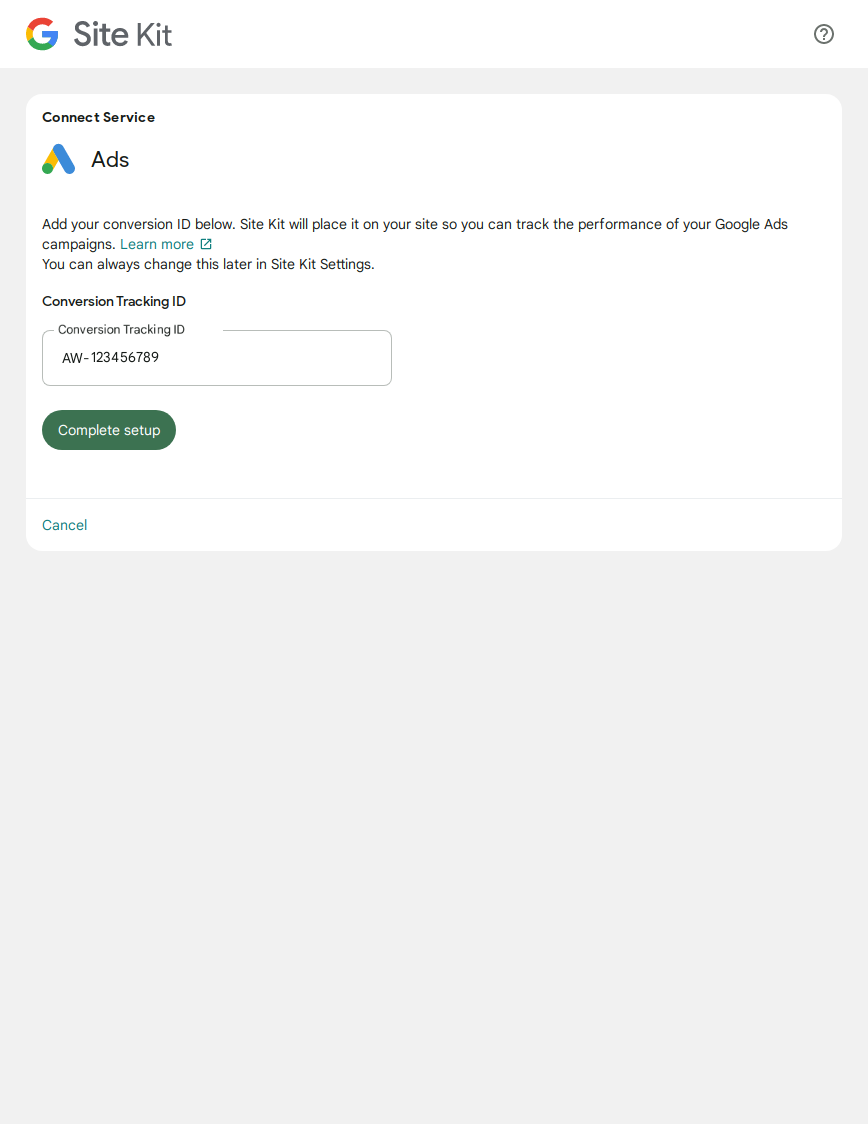 Site Kit
Connect Service
Ads
Add your conversion ID below. Site Kit will place it on your site so you can track the performance of your Google Ads
campaigns. Learn more
You can always change this later in Site Kit Settings.
Conversion Tracking ID
Conversion Tracking ID
AW-123456789
Complete setup
Cancel